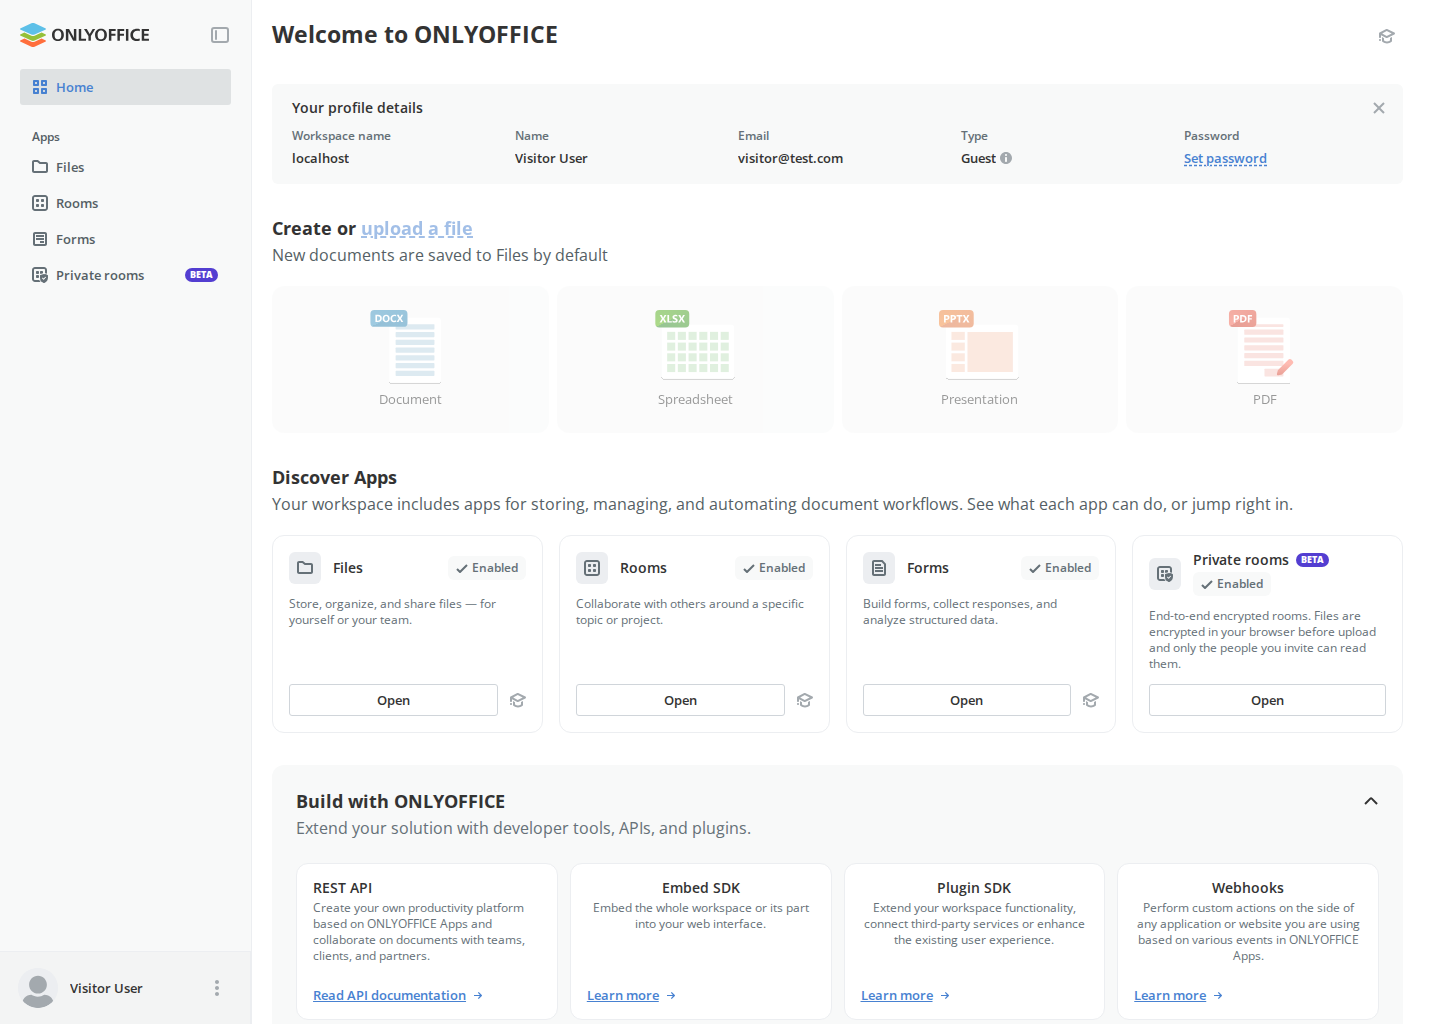 ONLYOFFICE
Home
Apps
Files
Rooms
Forms
Private rooms BETA
Visitor User
Welcome to ONLYOFFICE
Your profile details
Workspace name Name Email Type Password
localhost Visitor User visitor@test.com Guest Set password
Create or upload a file
New documents are saved to Files by default
DOCX XLSX PPTX PDF
Document Spreadsheet Presentation PDF
Discover Apps
Your workspace includes apps for storing, managing, and automating document workflows. See what each app can do, or jump right in.
Files Enabled
Store, organize, and share files — for
yourself or your team.
Open
Rooms Enabled
Collaborate with others around a specific
topic or project.
Open
Forms Enabled
Build forms, collect responses, and
analyze structured data.
Open
Private rooms BETA
Enabled
End-to-end encrypted rooms. Files are
encrypted in your browser before upload
and only the people you invite can read
them.
Open
Build with ONLYOFFICE
Extend your solution with developer tools, APIs, and plugins.
REST API
Create your own productivity platform
based on ONLYOFFICE Apps and
collaborate on documents with teams,
clients, and partners.
Read API documentation
Embed SDK
Embed the whole workspace or its part
into your web interface.
Learn more
Plugin SDK
Extend your workspace functionality,
connect third-party services or enhance
the existing user experience.
Learn more
Webhooks
Perform custom actions on the side of
any application or website you are using
based on various events in ONLYOFFICE
Apps.
Learn more